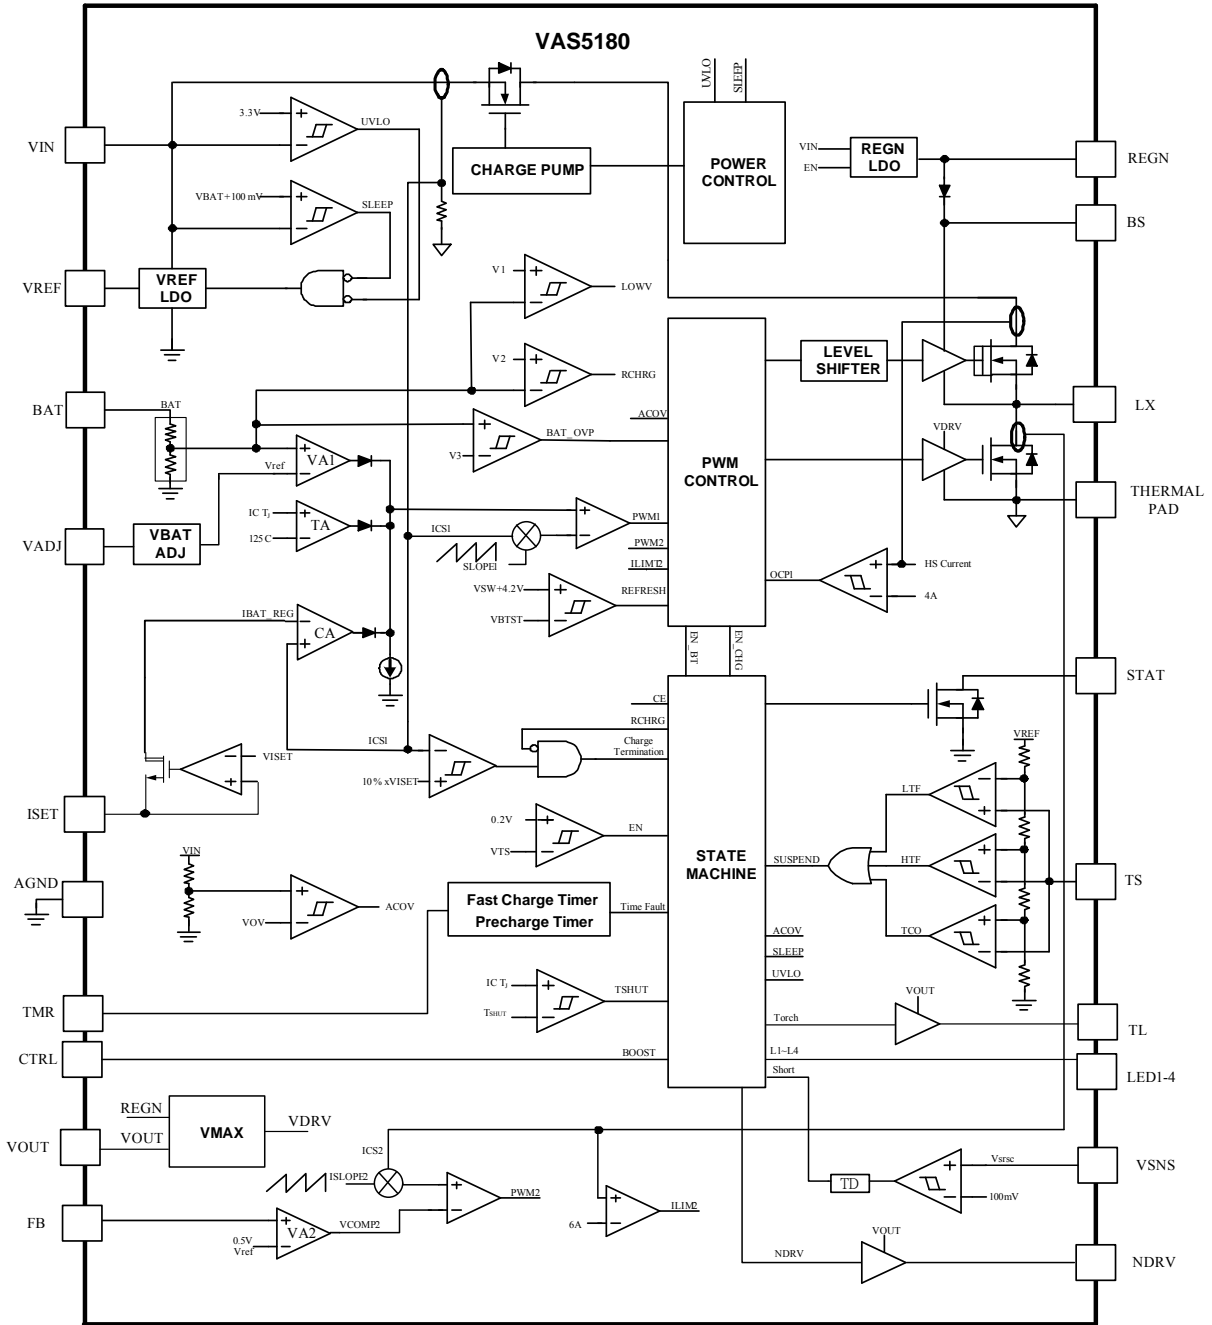 VAS5180
UVLO
SLEEP
3.3V
UVLO
VIN
CHARGE PUMP
POWER
CONTROL
VIN
EN
REGN
LDO
REGN
VBAT+100 mV
SLEEP
BS
VREF
VREF
LDO
V1
LOWV
LEVEL
SHIFTER
V2
RCHRG
BAT
BAT
ACOV
LX
BAT_OVP
VDRV
V3
VA1
Vref
PWM
CONTROL
THERMAL
PAD
IC Tj
TA
125C
VADJ
VBAT
ADJ
ICS1
SLOPE1
PWM1
PWM2
ILIMT2
OCP1
HS Current
4A
VSW+4.2V
REFRESH
VBTST
IBAT_REG
CA
EN_BT
EN_CHG
STAT
CE
RCHRG
ICS1
Charge
Termination
VREF
VISET
10% xVISET
LTF
ISET
0.2V
EN
VTS
STATE
MACHINE
SUSPEND
HTF
TS
VIN
AGND
ACOV
VOV
Fast Charge Timer
Precharge Timer
Time Fault
TCO
ACOV
SLEEP
UVLO
IC Tj
TSHUT
TSHUT
VOUT
TMR
Torch
TL
CTRL
BOOST
L1~L4
LED1-4
Short
REGN
VOUT
VOUT
VMAX
VDRV
ICS2
ISLOPE2
PWM2
ILIM2
6A
TD
Vsrsc
100mV
VSNS
FB
VA2
VCOMP2
0.5V
Vref
VOUT
NDRV
NDRV